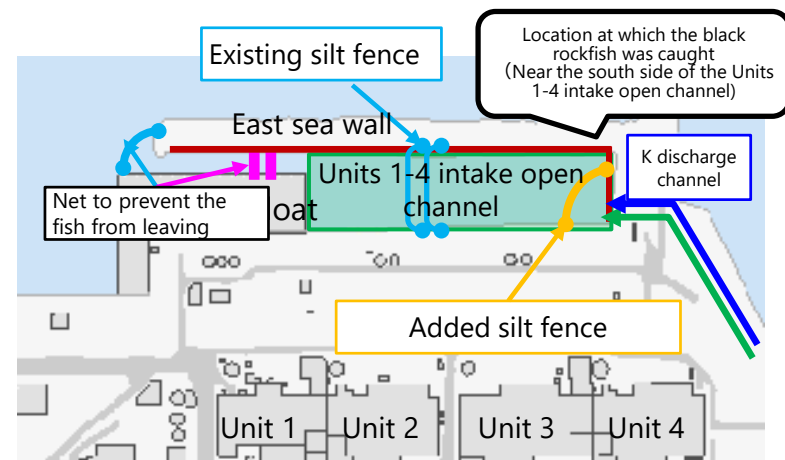 Location at which the black
rockfish was caught
(Near the south side of the Units
1-4 intake open channel)
Existing silt fence
East sea wall
K discharge
channel
Units 1-4 intake open
channel
Net to prevent the
fish from leaving
oat
Added silt fence
Unit 1
Unit 2
Unit 3
Unit 4